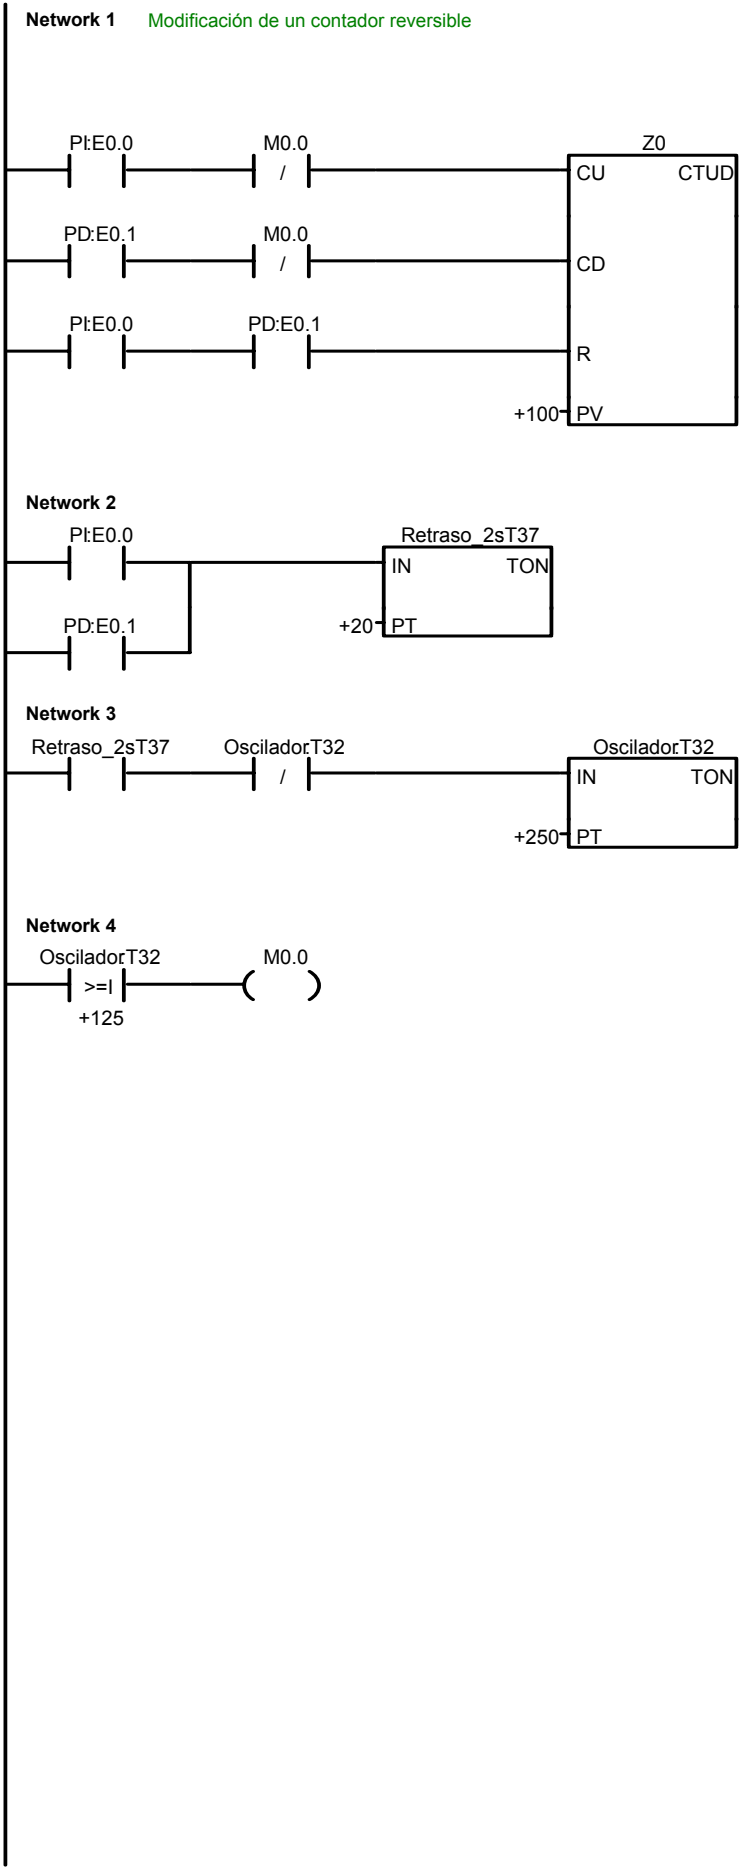 Network 1 Modificación de un contador reversible
PI:E0.0 M0.0 Z0
/ CU CTUD
PD:E0.1 M0.0
/ CD
PI:E0.0 PD:E0.1
R
+100 PV
Network 2
PI:E0.0 Retraso_2sT37
IN TON
PD:E0.1 +20 PT
Network 3
Retraso_2sT37 Oscilador:T32 Oscilador:T32
/ IN TON
+250 PT
Network 4
Oscilador:T32 M0.0
>=I
+125